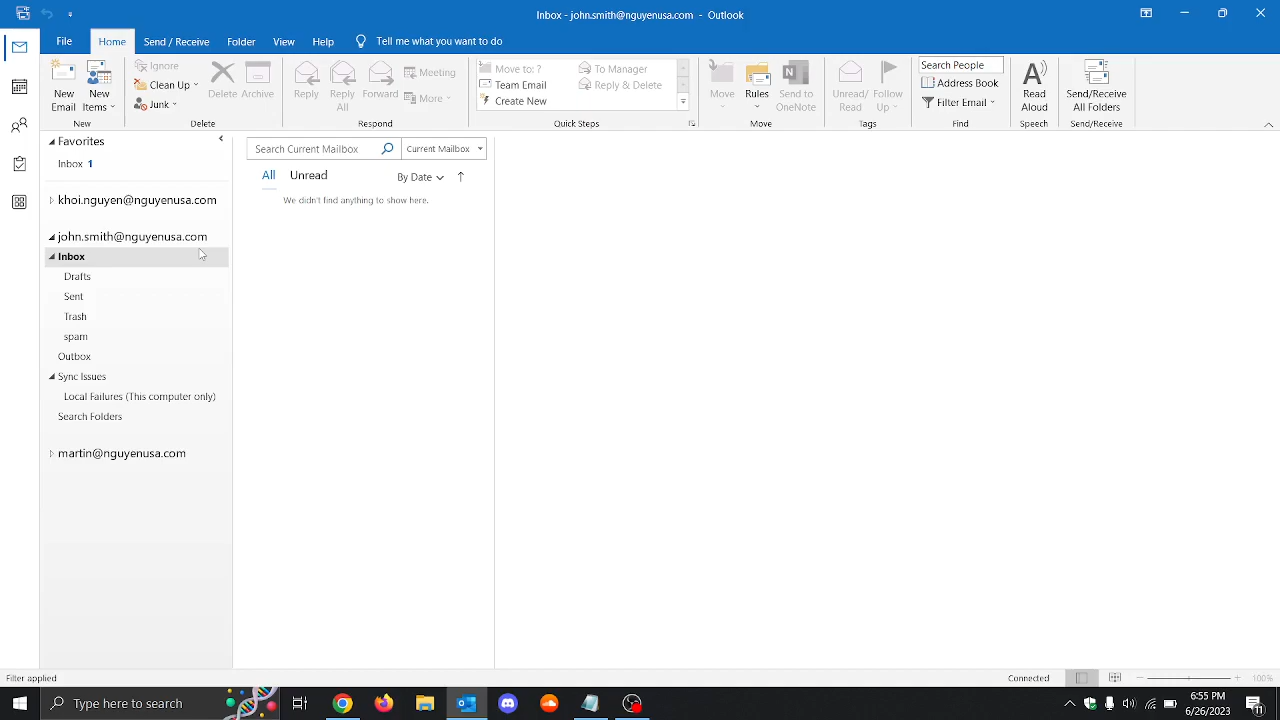 Inbox - john.smith@nguyenusa.com - Outlook
File Home Send / Receive Folder View Help Tell me what you want to do
New Email
New Items
New
Ignore
Clean Up
Junk
Delete
Archive
Delete
Reply
Reply All
Forward
Meeting
More
Respond
Move to: ?
Team Email
Create New
To Manager
Reply & Delete
Quick Steps
Move
Rules
Send to OneNote
Move
Unread/ Read
Follow Up
Tags
Search People
Address Book
Filter Email
Find
Read Aloud
Speech
Send/Receive All Folders
Send/Receive
Favorites
Inbox 1
khoi.nguyen@nguyenusa.com
john.smith@nguyenusa.com
Inbox
Drafts
Sent
Trash
spam
Outbox
Sync Issues
Local Failures (This computer only)
Search Folders
martin@nguyenusa.com
Search Current Mailbox
Current Mailbox
All Unread By Date
We didn't find anything to show here.
Filter applied
Connected
100%
Type here to search
6:55 PM
6/26/2023
1